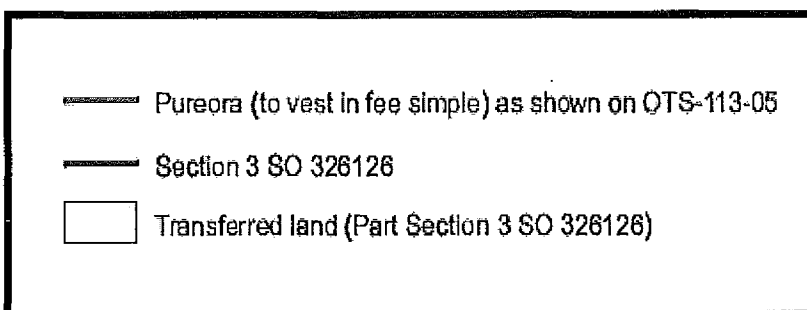 Pureora (to vest in fee simple) as shown on OTS-113-05
Section 3 SO 326126
Transferred land (Part Section 3 SO 326126)